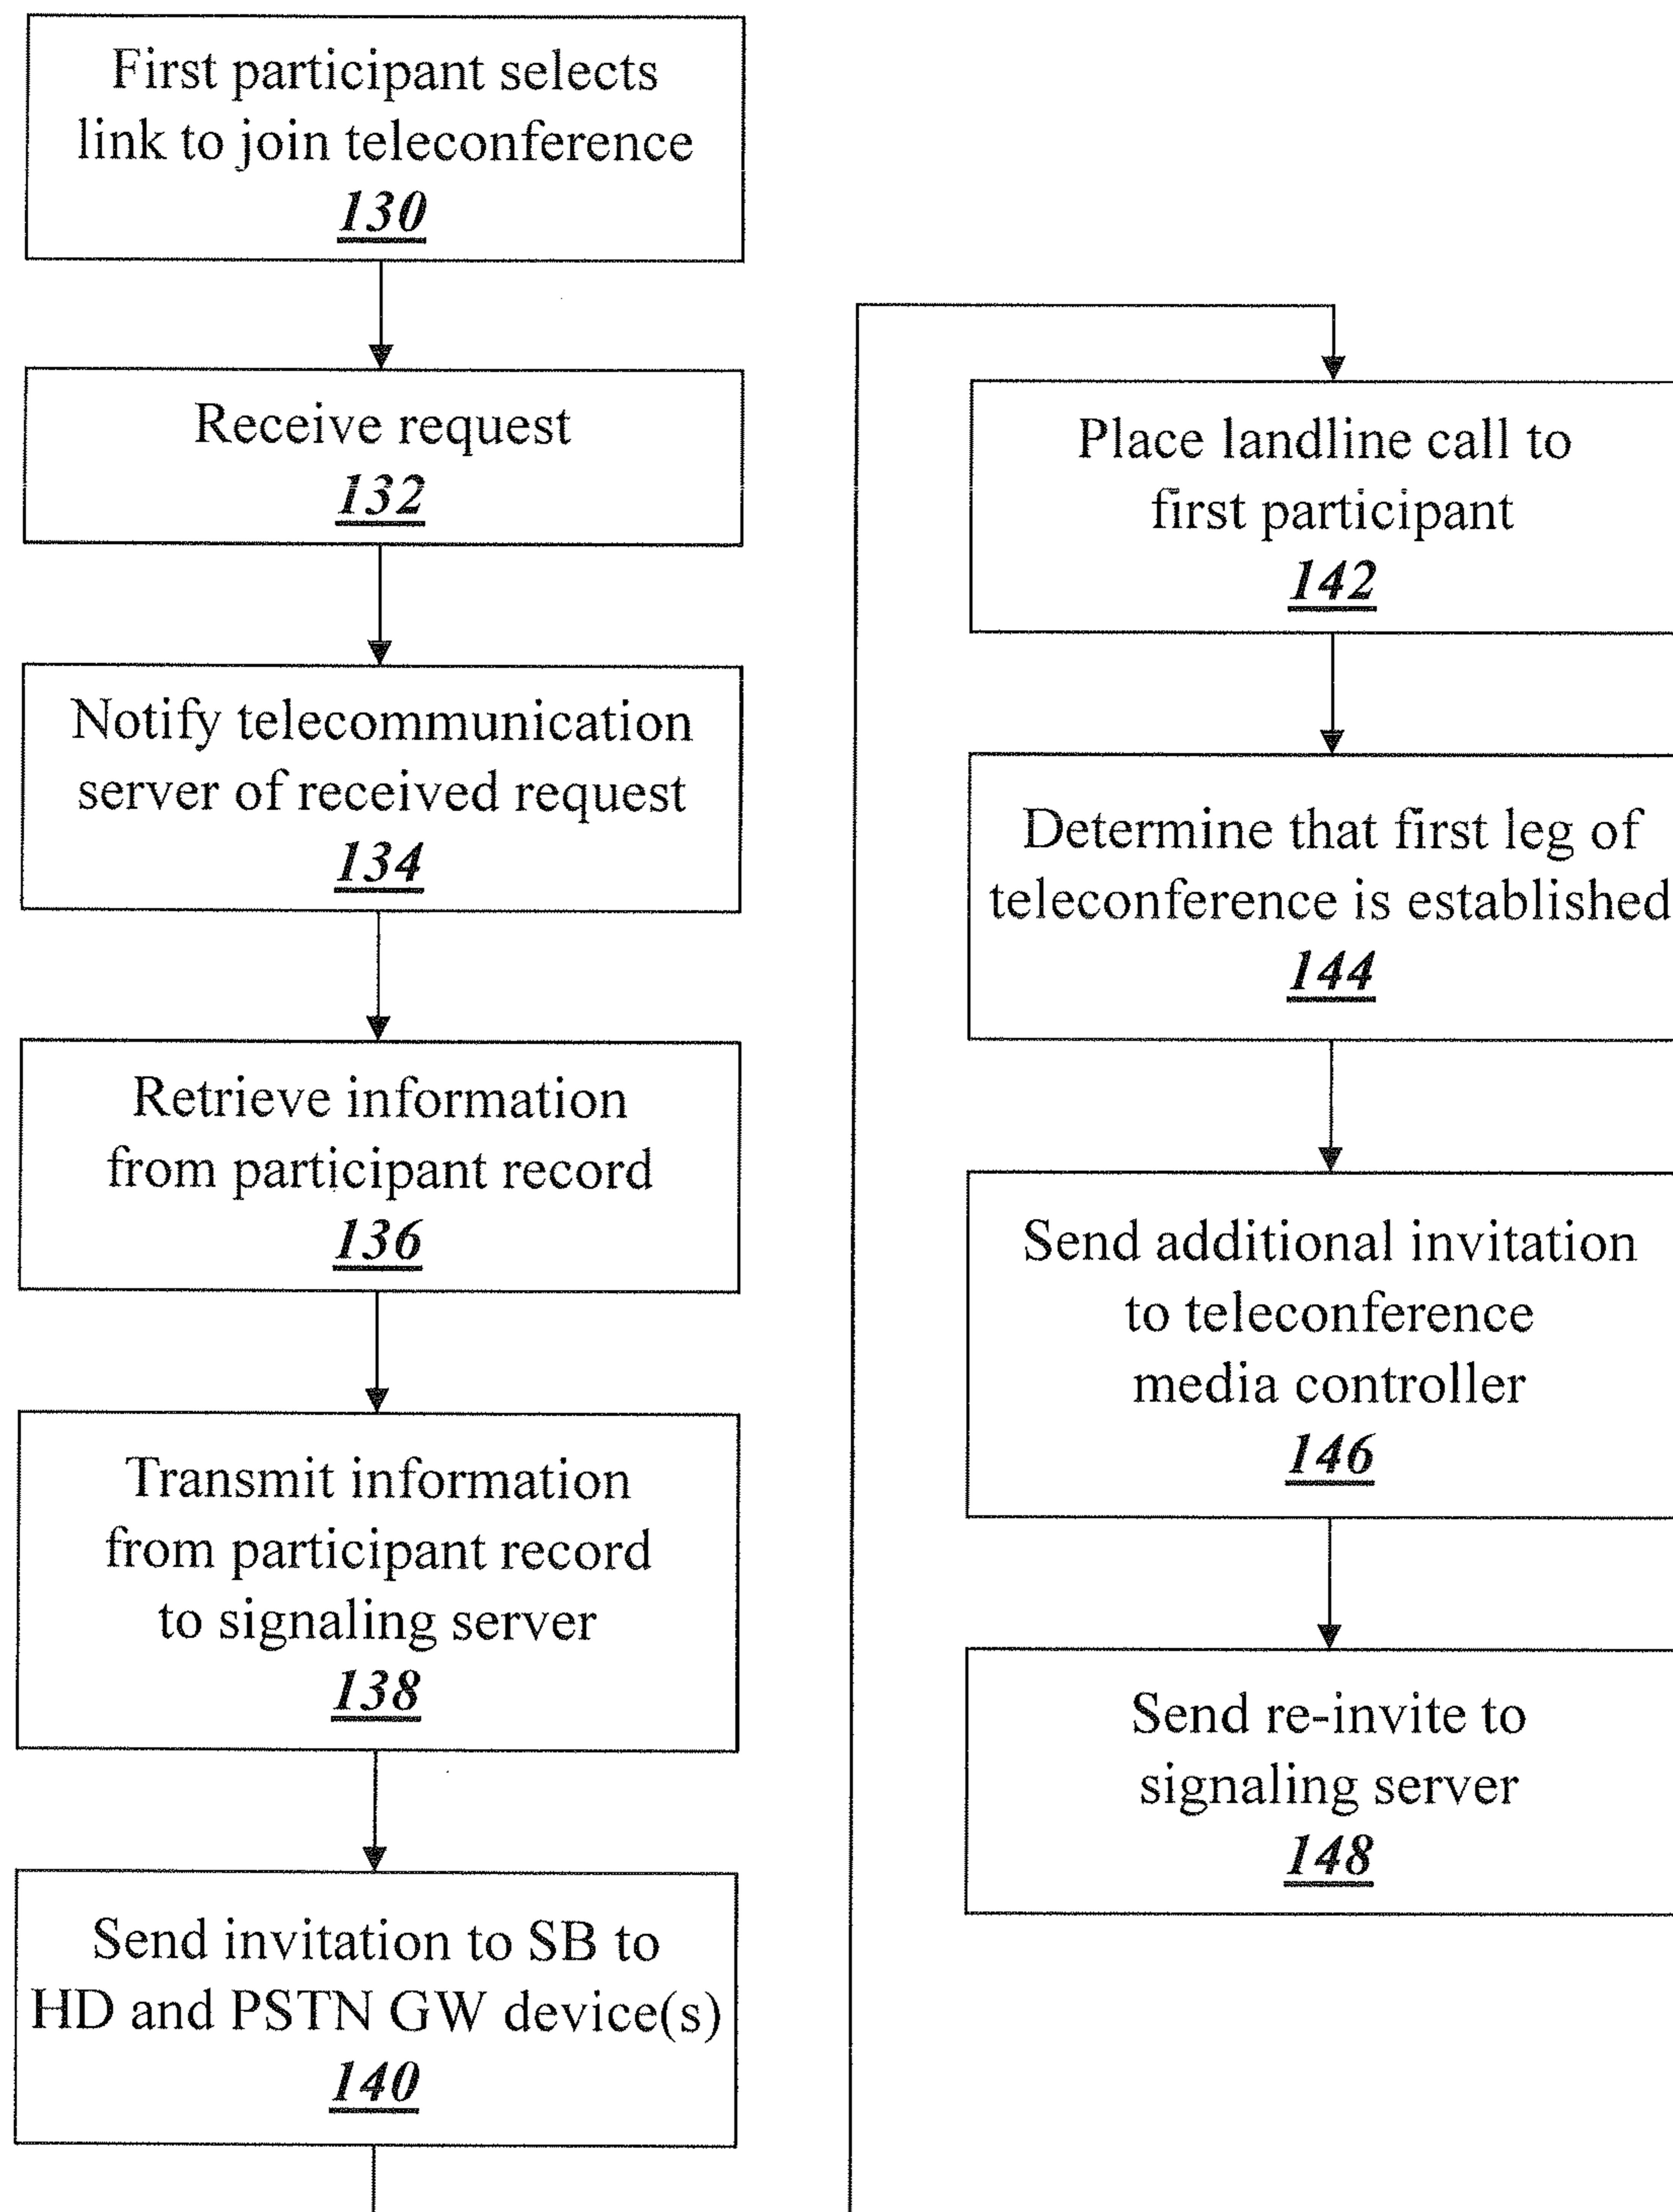 First participant selects
link to join teleconference
130
Receive request
132
Notify telecommunication
server of received request
134
Retrieve information
from participant record
136
Transmit information
from participant record
to signaling server
138
Send invitation to SB to
HD and PSTN GW device(s)
140
Place landline call to
first participant
142
Determine that first leg of
teleconference is established
144
Send additional invitation
to teleconference
media controller
146
Send re-invite to
signaling server
148